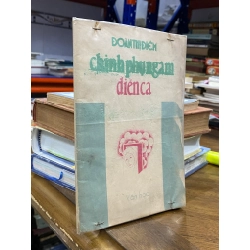 ĐOÀN THỊ ĐIỂM
chinh phụ ngâm
diễn ca